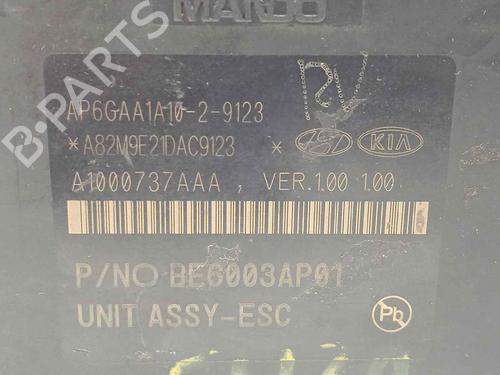 MANDO
B-PARTS
AP6GAA1A10-2-9123
*A82M9E21DAC9123 *
KIA
A1000737AAA , VER.1.00 1.00
P/NO BE6003AP01
UNIT ASSY-ESC
Pb